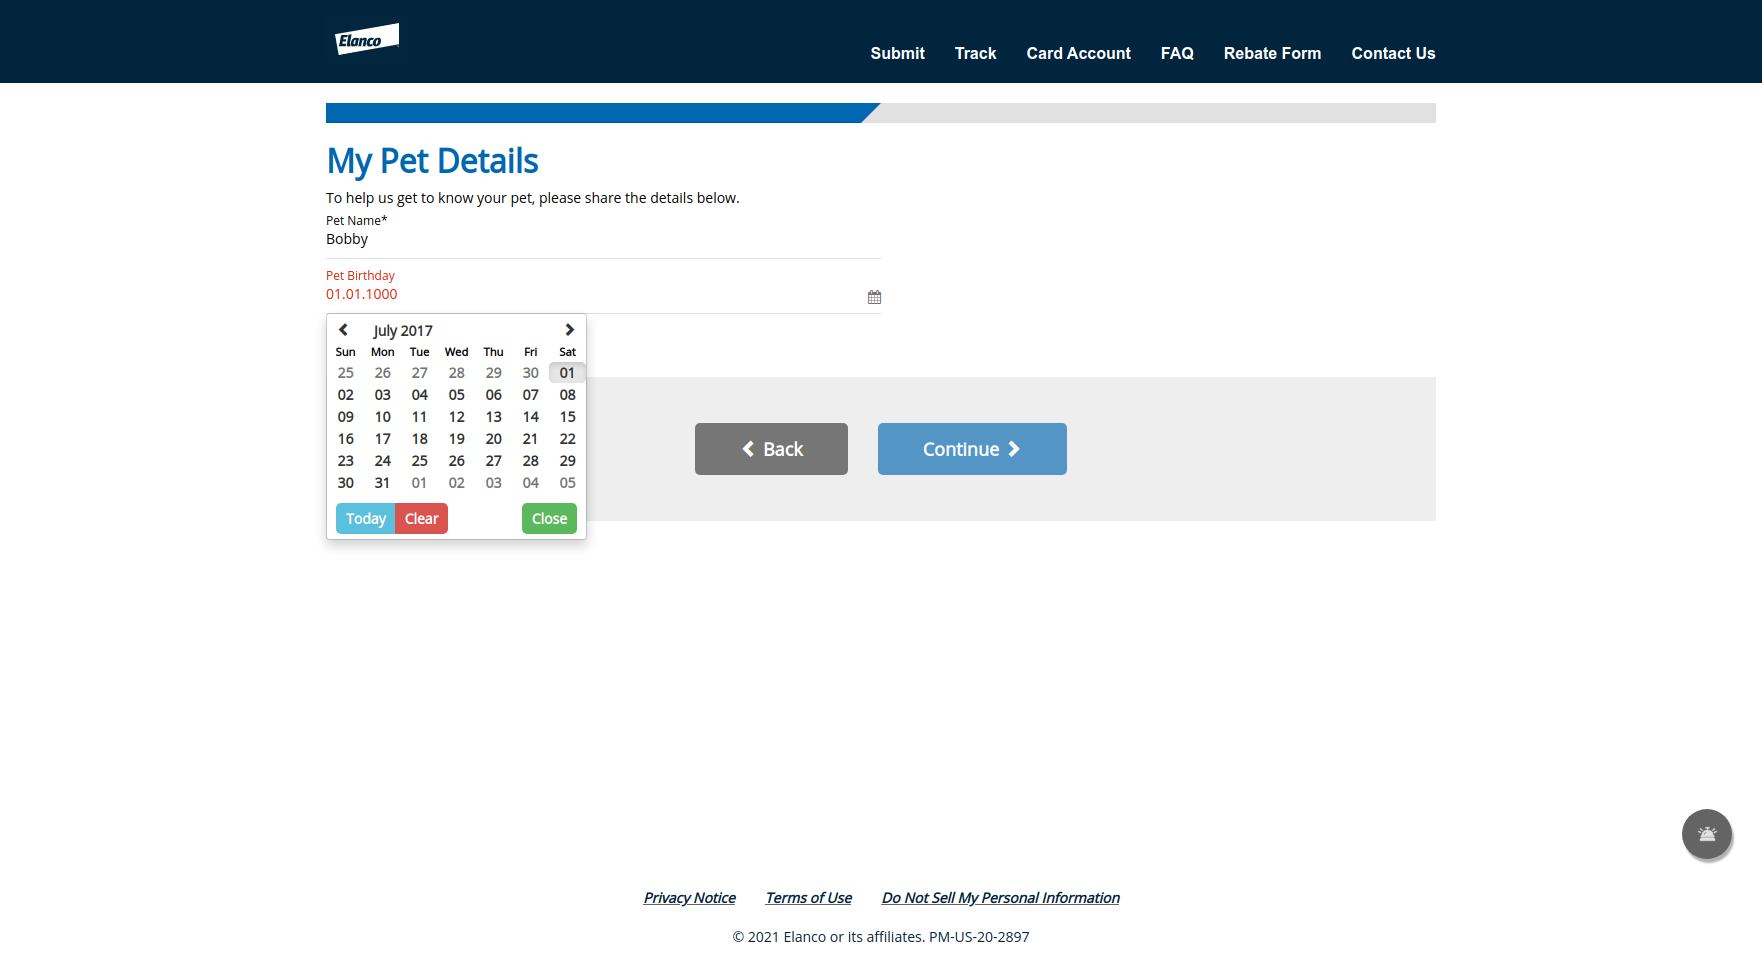 Elanco
Submit Track Card Account FAQ Rebate Form Contact Us
My Pet Details
To help us get to know your pet, please share the details below.
Pet Name*
Bobby
Pet Birthday
01.01.1000
July 2017
Sun Mon Tue Wed Thu Fri Sat
25 26 27 28 29 30 01
02 03 04 05 06 07 08
09 10 11 12 13 14 15
16 17 18 19 20 21 22
23 24 25 26 27 28 29
30 31 01 02 03 04 05
Today Clear Close
Back Continue
Privacy Notice Terms of Use Do Not Sell My Personal Information
© 2021 Elanco or its affiliates. PM-US-20-2897